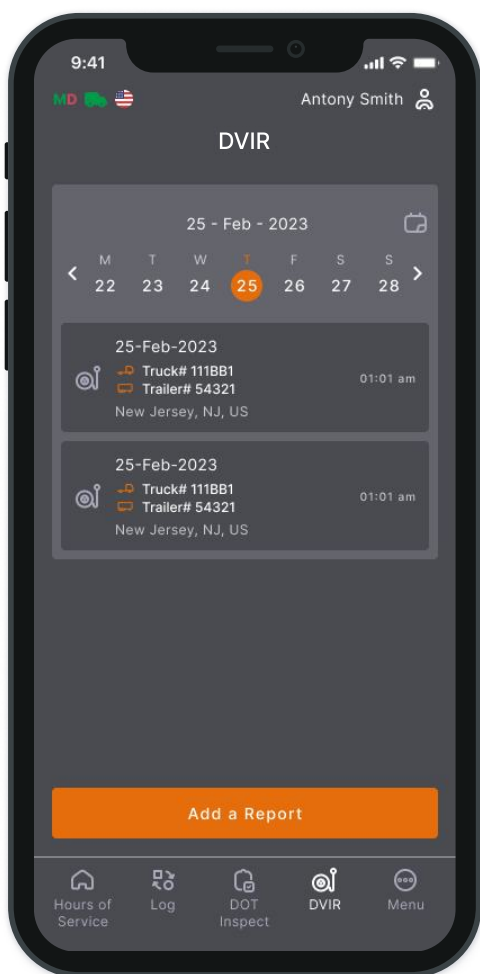 9:41
MD
Antony Smith
DVIR
25 - Feb - 2023
M T W T F S S
22 23 24 25 26 27 28
25-Feb-2023
Truck# 111BB1
Trailer# 54321
01:01 am
New Jersey, NJ, US
25-Feb-2023
Truck# 111BB1
Trailer# 54321
01:01 am
New Jersey, NJ, US
Add a Report
Hours of
Service
Log
DOT
Inspect
DVIR
Menu